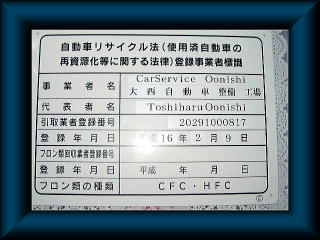 自動車リサイクル法(使用済自動車の
再資源化等に関する法律)登録事業者標識
事業者名 CarService Oonishi
大西自動車整備工場
代表者名 ToshiharuOonishi
引取業者登録番号 20291000817
登録年月日 平成16年2月9日
フロン類回収業者登録番号
登録年月日 平成 年 月 日
フロン類の種類 CFC・HFC